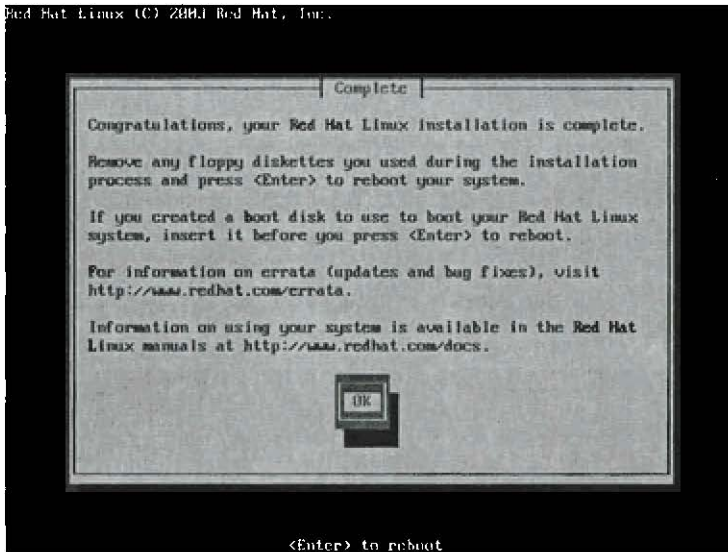 Red Hat Linux (C) 2003 Red Hat, Inc.
Complete
Congratulations, your Red Hat Linux installation is complete.
Remove any floppy diskettes you used during the installation
process and press <Enter> to reboot your system.
If you created a boot disk to use to boot your Red Hat Linux
system, insert it before you press <Enter> to reboot.
For information on errata (updates and bug fixes), visit
http://www.redhat.com/errata.
Information on using your system is available in the Red Hat
Linux manuals at http://www.redhat.com/docs.
OK
<Enter> to reboot